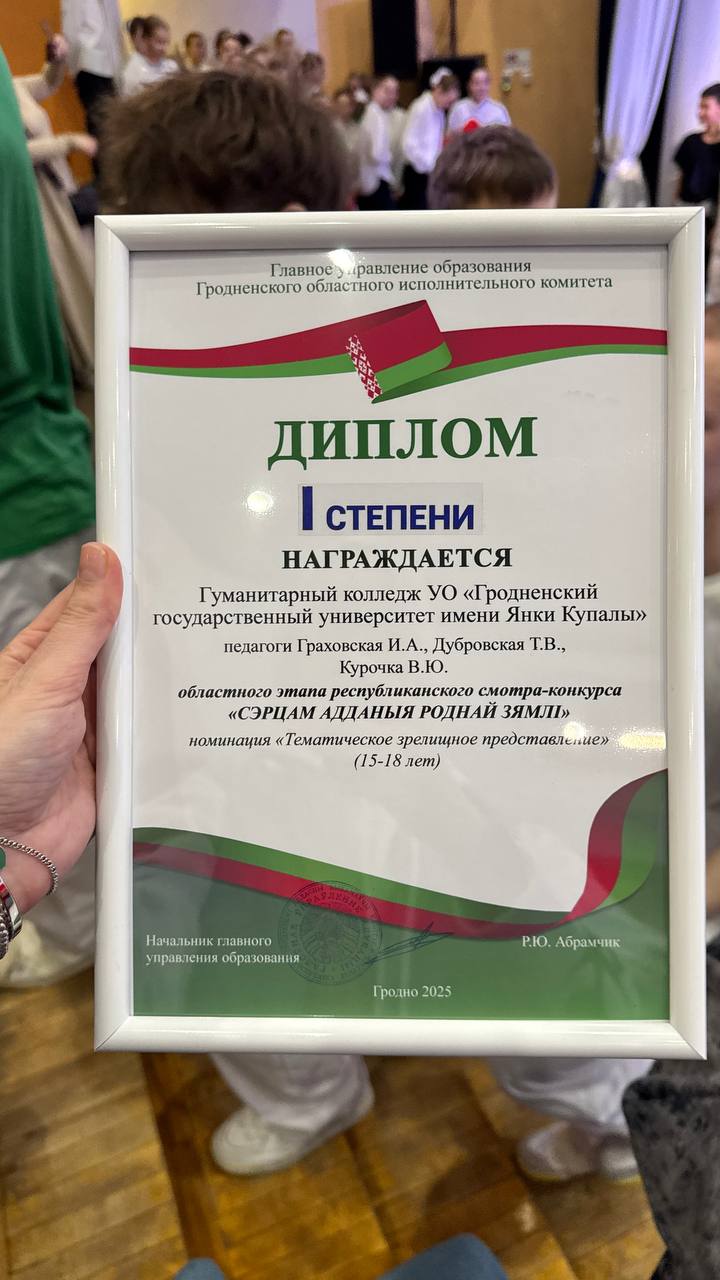 Главное управление образования
Гродненского областного исполнительного комитета
ДИПЛОМ
I СТЕПЕНИ
НАГРАЖДАЕТСЯ
Гуманитарный колледж УО «Гродненский
государственный университет имени Янки Купалы»
педагоги Граховская И.А., Дубровская Т.В.,
Курочка В.Ю.
областного этапа республиканского смотра-конкурса
«СЭРЦАМ АДДАНЫЯ РОДНАЙ ЗЯМЛІ»
номинация «Тематическое зрелищное представление»
(15-18 лет)
Начальник главного
управления образования
Р.Ю. Абрамчик
Гродно 2025